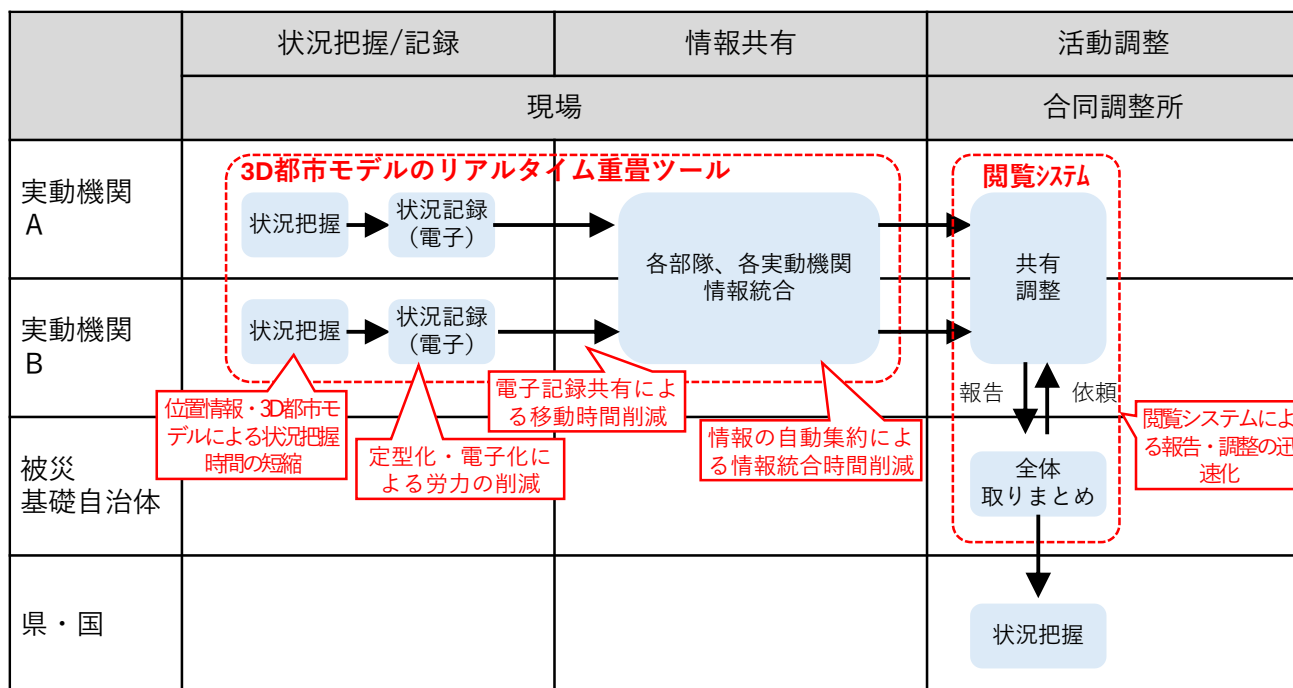 状況把握/記録
情報共有
活動調整
現場
合同調整所
実動機関
A
3D都市モデルのリアルタイム重畳ツール
状況把握
状況記録
(電子)
各部隊、各実動機関
情報統合
閲覧システム
共有
調整
実動機関
B
状況把握
状況記録
(電子)
位置情報・3D都市モ
デルによる状況把握
時間の短縮
定型化・電子化に
よる労力の削減
電子記録共有によ
る移動時間削減
情報の自動集約によ
る情報統合時間削減
報告
依頼
閲覧システムによ
る報告・調整の迅
速化
被災
基礎自治体
全体
取りまとめ
県・国
状況把握